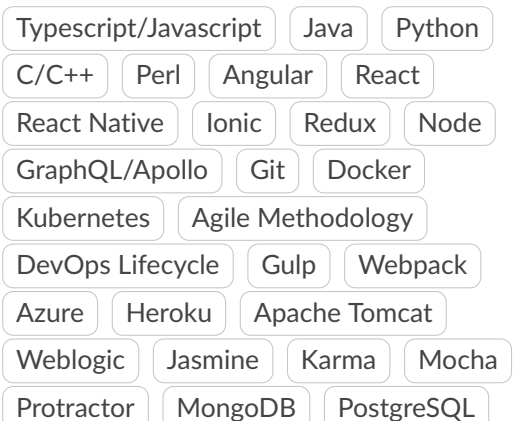 Typescript/Javascript Java Python
C/C++ Perl Angular React
React Native Ionic Redux Node
GraphQL/Apollo Git Docker
Kubernetes Agile Methodology
DevOps Lifecycle Gulp Webpack
Azure Heroku Apache Tomcat
Weblogic Jasmine Karma Mocha
Protractor MongoDB PostgreSQL